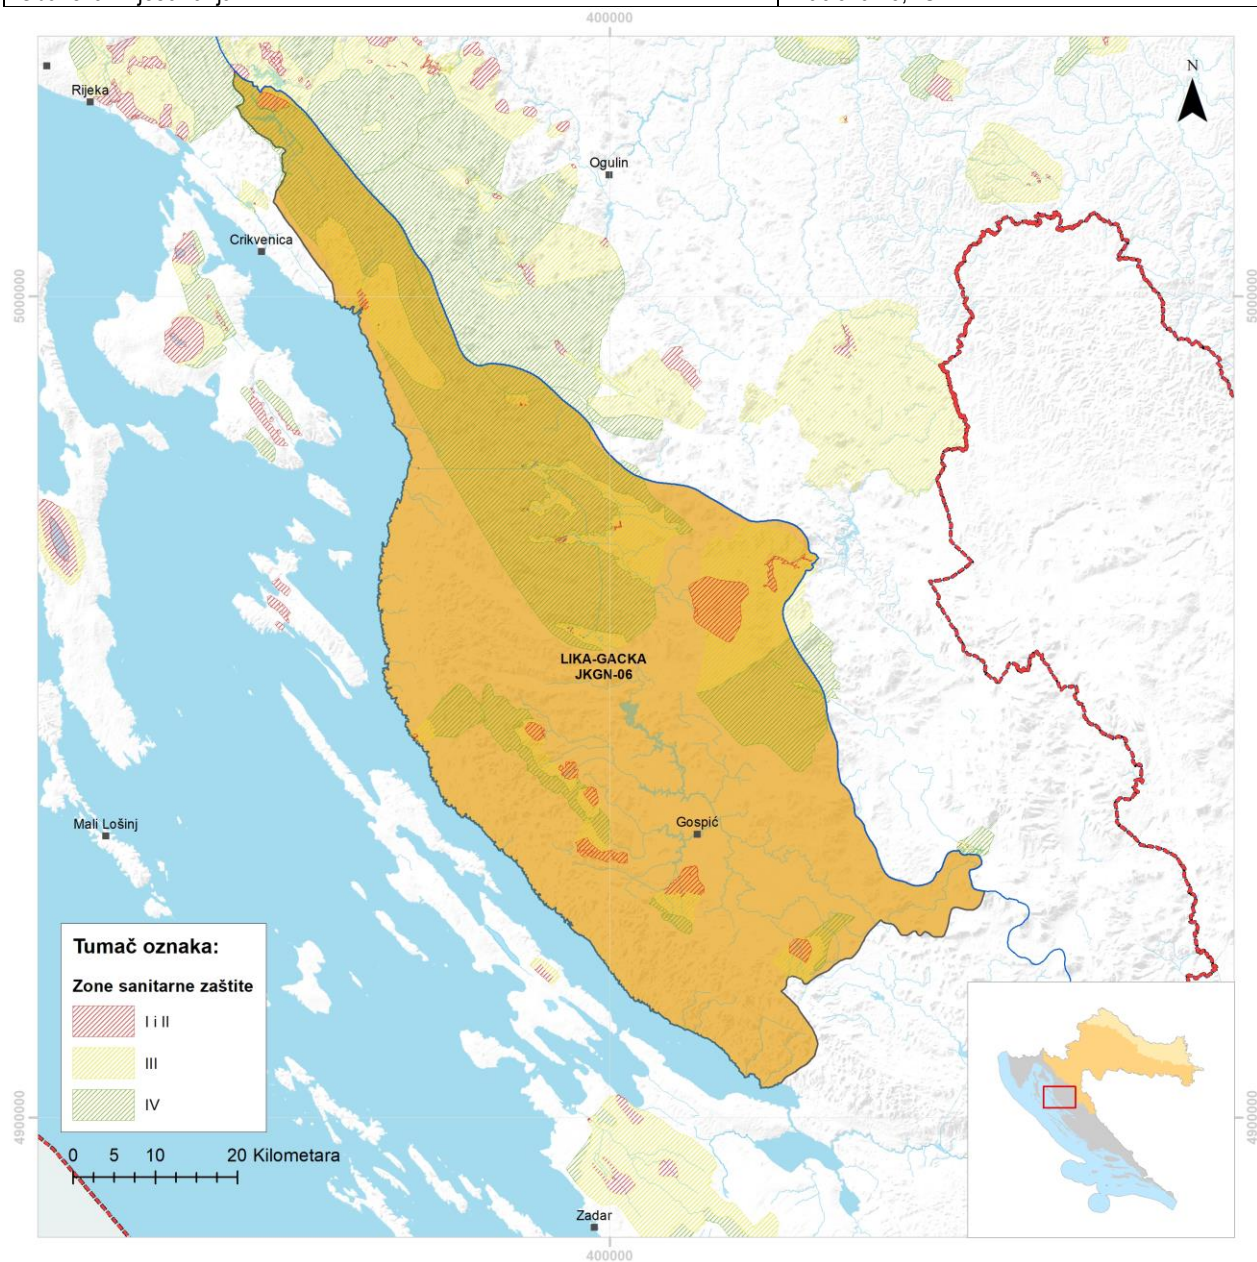 400000
N
Rijeka
Ogulin
Crikvenica
5000000
5000000
LIKA-GACKA
JKGN-06
Gospić
Mali Lošinj
Tumač oznaka:
Zone sanitarne zaštite
I i II
III
IV
4900000
4900000
0 5 10 20 Kilometara
Zadar
400000